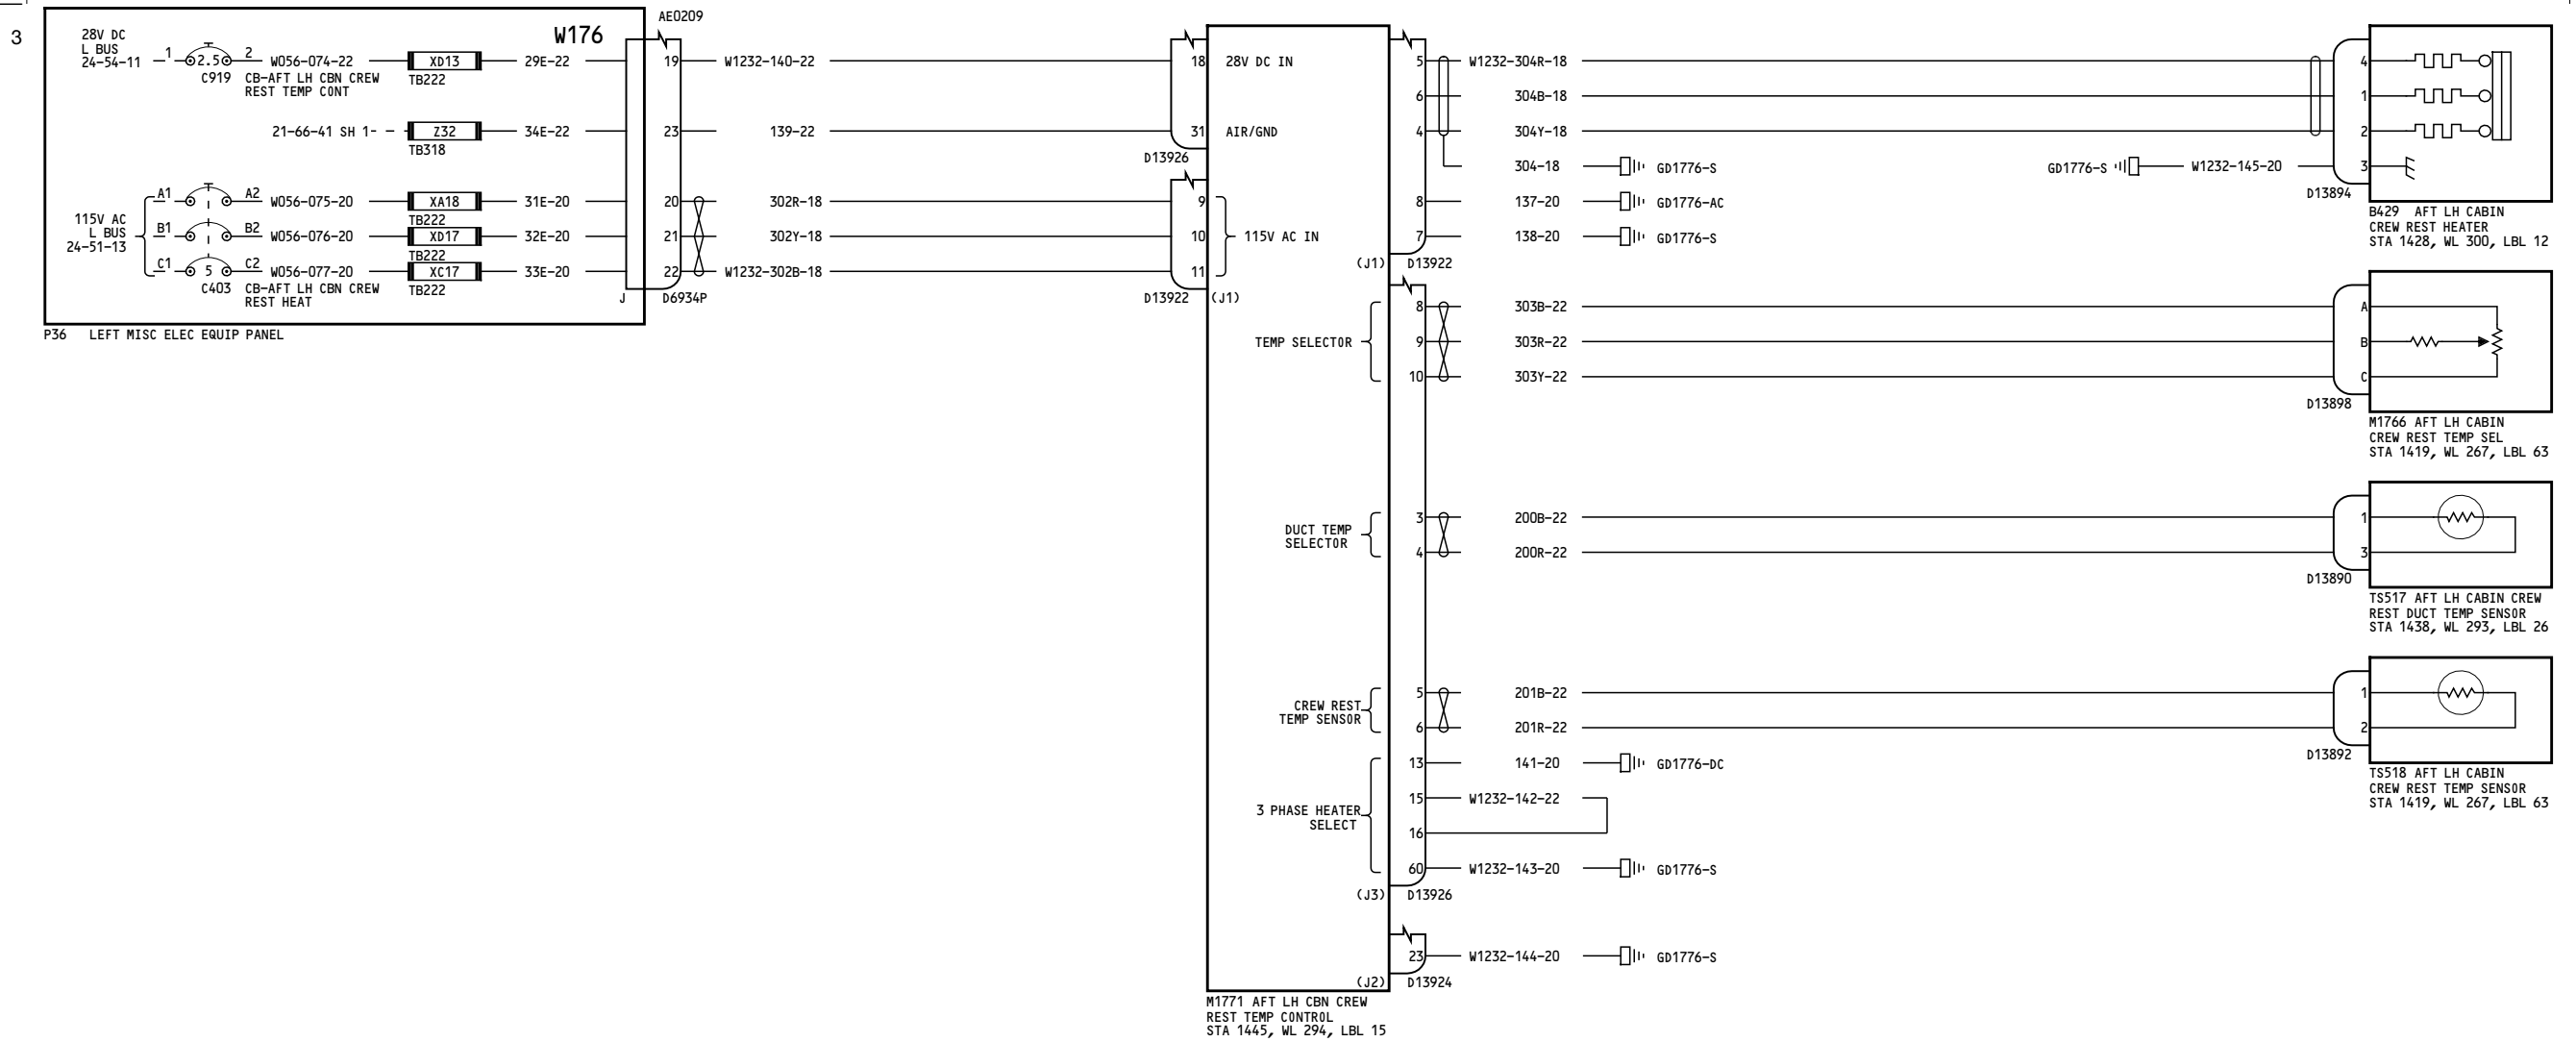 3
28V DC
L BUS
24-54-11
1
2.5
2
C919
CB-AFT LH CBN CREW
REST TEMP CONT
W056-074-22
XD13
TB222
29E-22
W176
AE0209
19
W1232-140-22
18
28V DC IN
21-66-41 SH 1
Z32
TB318
34E-22
23
139-22
31
AIR/GND
D13926
115V AC
L BUS
24-51-13
A1
A2
W056-075-20
XA18
TB222
31E-20
20
302R-18
9
B1
B2
W056-076-20
XD17
TB222
32E-20
21
302Y-18
10
115V AC IN
C1
5
C2
W056-077-20
XC17
TB222
33E-20
22
W1232-302B-18
11
C403
CB-AFT LH CBN CREW
REST HEAT
J
D6934P
D13922
(J1)
P36 LEFT MISC ELEC EQUIP PANEL
5
W1232-304R-18
4
6
304B-18
1
4
304Y-18
2
304-18
GD1776-S
GD1776-S
W1232-145-20
3
D13894
8
137-20
GD1776-AC
7
138-20
GD1776-S
(J1)
D13922
B429 AFT LH CABIN
CREW REST HEATER
STA 1428, WL 300, LBL 12
TEMP SELECTOR
8
303B-22
A
9
303R-22
B
10
303Y-22
C
D13898
M1766 AFT LH CABIN
CREW REST TEMP SEL
STA 1419, WL 267, LBL 63
DUCT TEMP
SELECTOR
3
200B-22
1
4
200R-22
3
D13890
TS517 AFT LH CABIN CREW
REST DUCT TEMP SENSOR
STA 1438, WL 293, LBL 26
CREW REST
TEMP SENSOR
5
201B-22
1
6
201R-22
2
D13892
TS518 AFT LH CABIN
CREW REST TEMP SENSOR
STA 1419, WL 267, LBL 63
3 PHASE HEATER
SELECT
13
141-20
GD1776-DC
15
W1232-142-22
16
60
W1232-143-20
GD1776-S
(J3)
D13926
23
W1232-144-20
GD1776-S
(J2)
D13924
M1771 AFT LH CBN CREW
REST TEMP CONTROL
STA 1445, WL 294, LBL 15